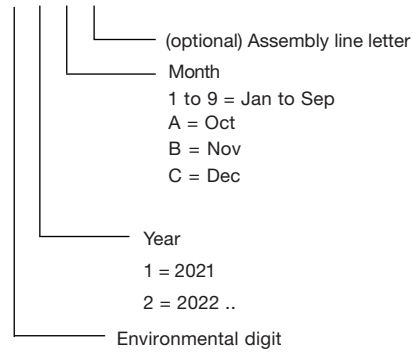 (optional) Assembly line letter
Month
1 to 9 = Jan to Sep
A = Oct
B = Nov
C = Dec
Year
1 = 2021
2 = 2022 ..
Environmental digit